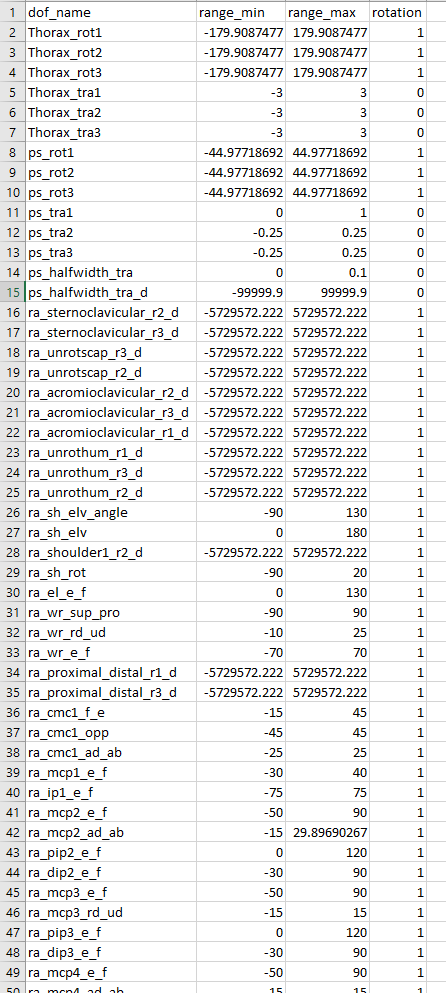 1 dof_name range_min range_max rotation
2 Thorax_rot1 -179.9087477 179.9087477 1
3 Thorax_rot2 -179.9087477 179.9087477 1
4 Thorax_rot3 -179.9087477 179.9087477 1
5 Thorax_tra1 -3 3 0
6 Thorax_tra2 -3 3 0
7 Thorax_tra3 -3 3 0
8 ps_rot1 -44.97718692 44.97718692 1
9 ps_rot2 -44.97718692 44.97718692 1
10 ps_rot3 -44.97718692 44.97718692 1
11 ps_tra1 0 1 0
12 ps_tra2 -0.25 0.25 0
13 ps_tra3 -0.25 0.25 0
14 ps_halfwidth_tra 0 0.1 0
15 ps_halfwidth_tra_d -99999.9 99999.9 0
16 ra_sternoclavicular_r2_d -5729572.222 5729572.222 1
17 ra_sternoclavicular_r3_d -5729572.222 5729572.222 1
18 ra_unrotscap_r3_d -5729572.222 5729572.222 1
19 ra_unrotscap_r2_d -5729572.222 5729572.222 1
20 ra_acromioclavicular_r2_d -5729572.222 5729572.222 1
21 ra_acromioclavicular_r3_d -5729572.222 5729572.222 1
22 ra_acromioclavicular_r1_d -5729572.222 5729572.222 1
23 ra_unrothum_r1_d -5729572.222 5729572.222 1
24 ra_unrothum_r3_d -5729572.222 5729572.222 1
25 ra_unrothum_r2_d -5729572.222 5729572.222 1
26 ra_sh_elv_angle -90 130 1
27 ra_sh_elv 0 180 1
28 ra_shoulder1_r2_d -5729572.222 5729572.222 1
29 ra_sh_rot -90 20 1
30 ra_el_e_f 0 130 1
31 ra_wr_sup_pro -90 90 1
32 ra_wr_rd_ud -10 25 1
33 ra_wr_e_f -70 70 1
34 ra_proximal_distal_r1_d -5729572.222 5729572.222 1
35 ra_proximal_distal_r3_d -5729572.222 5729572.222 1
36 ra_cmc1_f_e -15 45 1
37 ra_cmc1_opp -45 45 1
38 ra_cmc1_ad_ab -25 25 1
39 ra_mcp1_e_f -30 40 1
40 ra_ip1_e_f -75 75 1
41 ra_mcp2_e_f -50 90 1
42 ra_mcp2_ad_ab -15 29.89690267 1
43 ra_pip2_e_f 0 120 1
44 ra_dip2_e_f -30 90 1
45 ra_mcp3_e_f -50 90 1
46 ra_mcp3_rd_ud -15 15 1
47 ra_pip3_e_f 0 120 1
48 ra_dip3_e_f -30 90 1
49 ra_mcp4_e_f -50 90 1
50 ra_mcp4_ad_ab -15 15 1